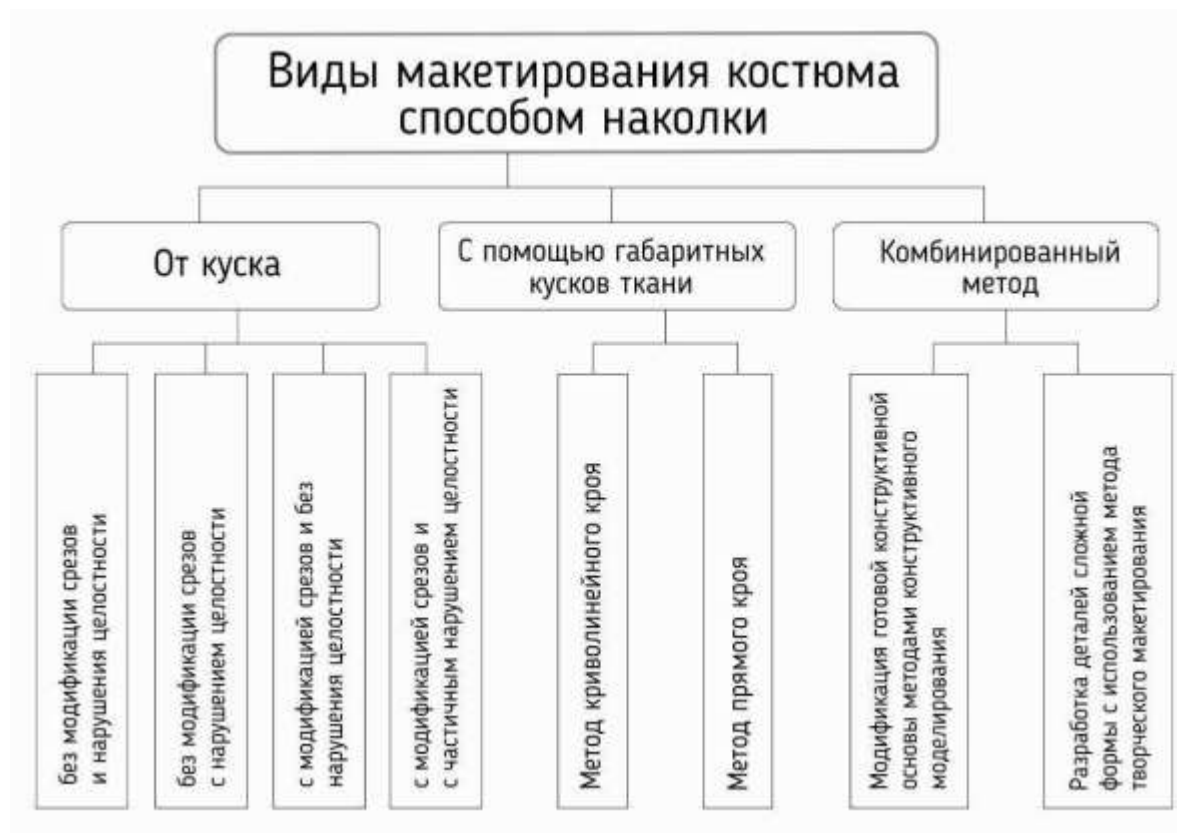 Виды макетирования костюма
способом наколки
От куска
С помощью габаритных
кусков ткани
Комбинированный
метод
без модификации срезов
и нарушения целостности
без модификации срезов
с нарушением целостности
с модификацией срезов и без
нарушения целостности
с модификацией срезов и
с частичным нарушением целостности
Метод криволинейного кроя
Метод прямого кроя
Модификация готовой конструктивной
основы методами конструктивного
моделирования
Разработка деталей сложной
формы с использованием метода
творческого макетирования